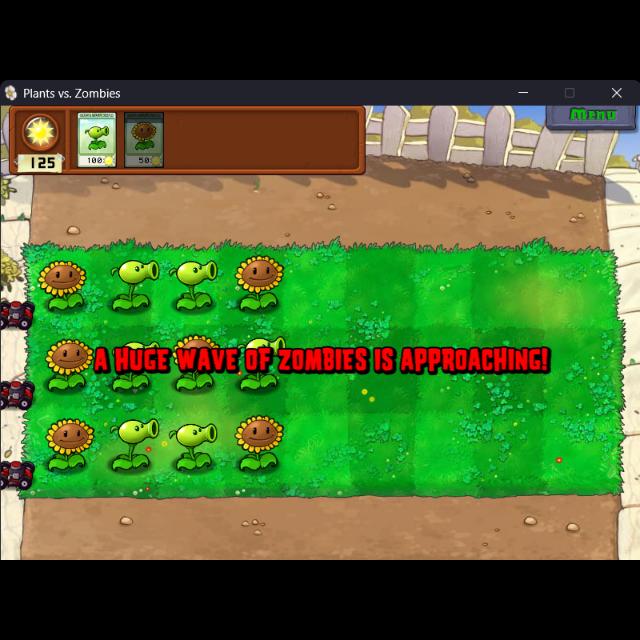 Plants vs. Zombies
MENU
125
100
50
A HUGE WAVE OF ZOMBIES IS APPROACHING!